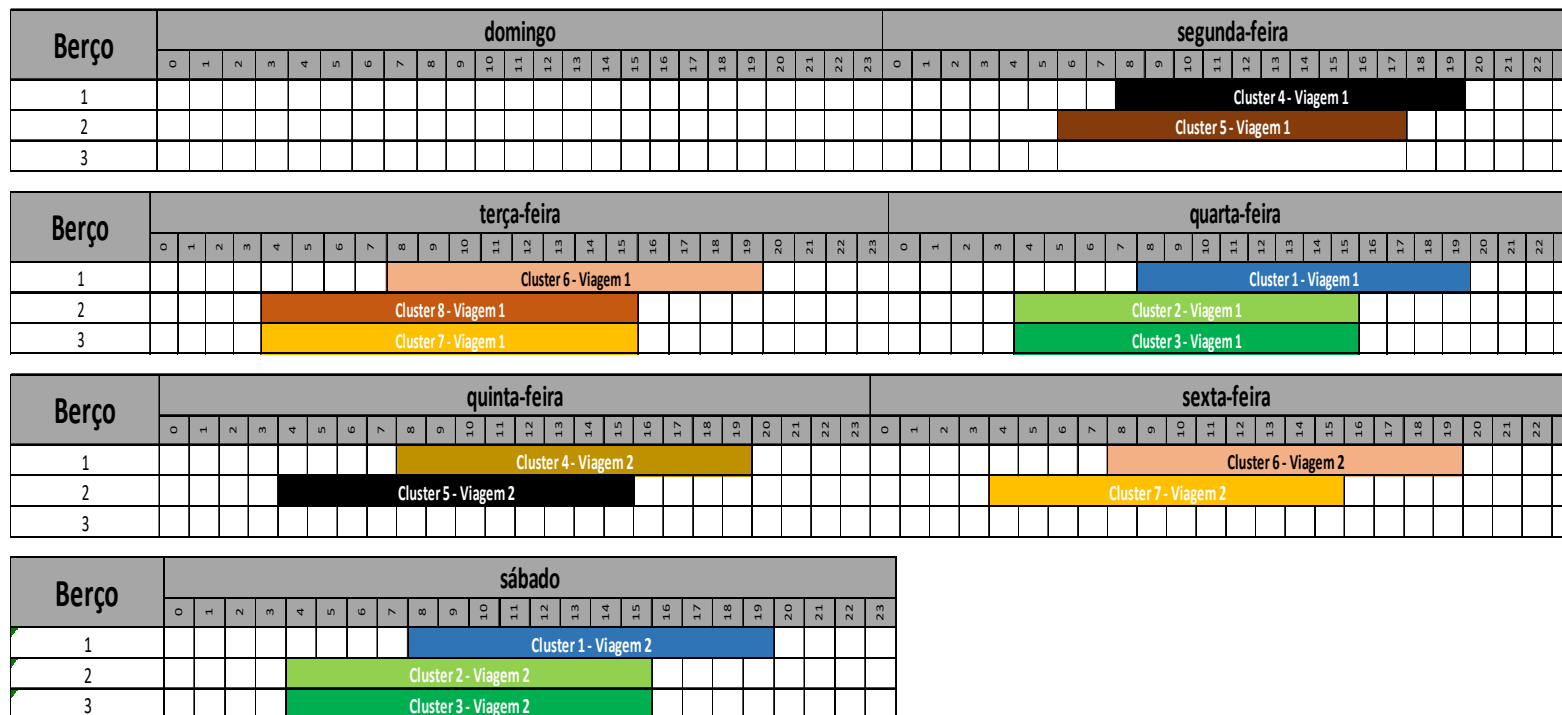 Berço domingo segunda-feira
0 1 2 3 4 5 6 7 8 9 10 11 12 13 14 15 16 17 18 19 20 21 22 23 0 1 2 3 4 5 6 7 8 9 10 11 12 13 14 15 16 17 18 19 20 21 22
1 Cluster 4 - Viagem 1
2 Cluster 5 - Viagem 1
3
Berço terça-feira quarta-feira
0 1 2 3 4 5 6 7 8 9 10 11 12 13 14 15 16 17 18 19 20 21 22 23 0 1 2 3 4 5 6 7 8 9 10 11 12 13 14 15 16 17 18 19 20 21 22
1 Cluster 6 - Viagem 1 Cluster 1 - Viagem 1
2 Cluster 8 - Viagem 1 Cluster 2 - Viagem 1
3 Cluster 7 - Viagem 1 Cluster 3 - Viagem 1
Berço quinta-feira sexta-feira
0 1 2 3 4 5 6 7 8 9 10 11 12 13 14 15 16 17 18 19 20 21 22 23 0 1 2 3 4 5 6 7 8 9 10 11 12 13 14 15 16 17 18 19 20 21 22
1 Cluster 4 - Viagem 2 Cluster 6 - Viagem 2
2 Cluster 5 - Viagem 2 Cluster 7 - Viagem 2
3
Berço sábado
0 1 2 3 4 5 6 7 8 9 10 11 12 13 14 15 16 17 18 19 20 21 22 23
1 Cluster 1 - Viagem 2
2 Cluster 2 - Viagem 2
3 Cluster 3 - Viagem 2